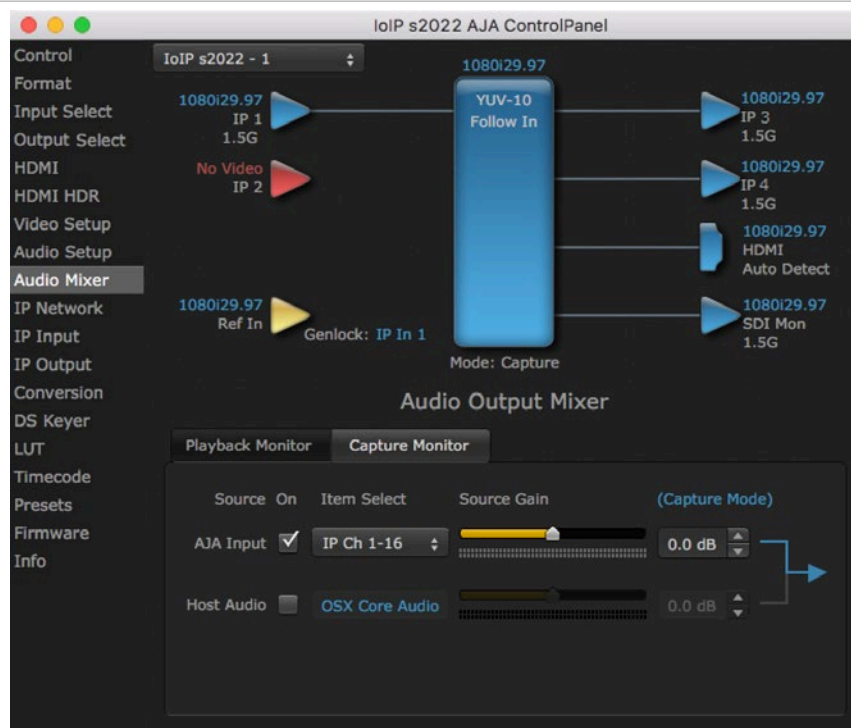 IoIP s2022 AJA ControlPanel
Control
Format
Input Select
Output Select
HDMI
HDMI HDR
Video Setup
Audio Setup
Audio Mixer
IP Network
IP Input
IP Output
Conversion
DS Keyer
LUT
Timecode
Presets
Firmware
Info
IoIP s2022 - 1
1080i29.97
1080i29.97
IP 1
1.5G
No Video
IP 2
1080i29.97
Ref In
Genlock: IP In 1
YUV-10
Follow In
Mode: Capture
1080i29.97
IP 3
1.5G
1080i29.97
IP 4
1.5G
1080i29.97
HDMI
Auto Detect
1080i29.97
SDI Mon
1.5G
Audio Output Mixer
Playback Monitor Capture Monitor
Source On Item Select Source Gain (Capture Mode)
AJA Input IP Ch 1-16 0.0 dB
Host Audio OSX Core Audio 0.0 dB